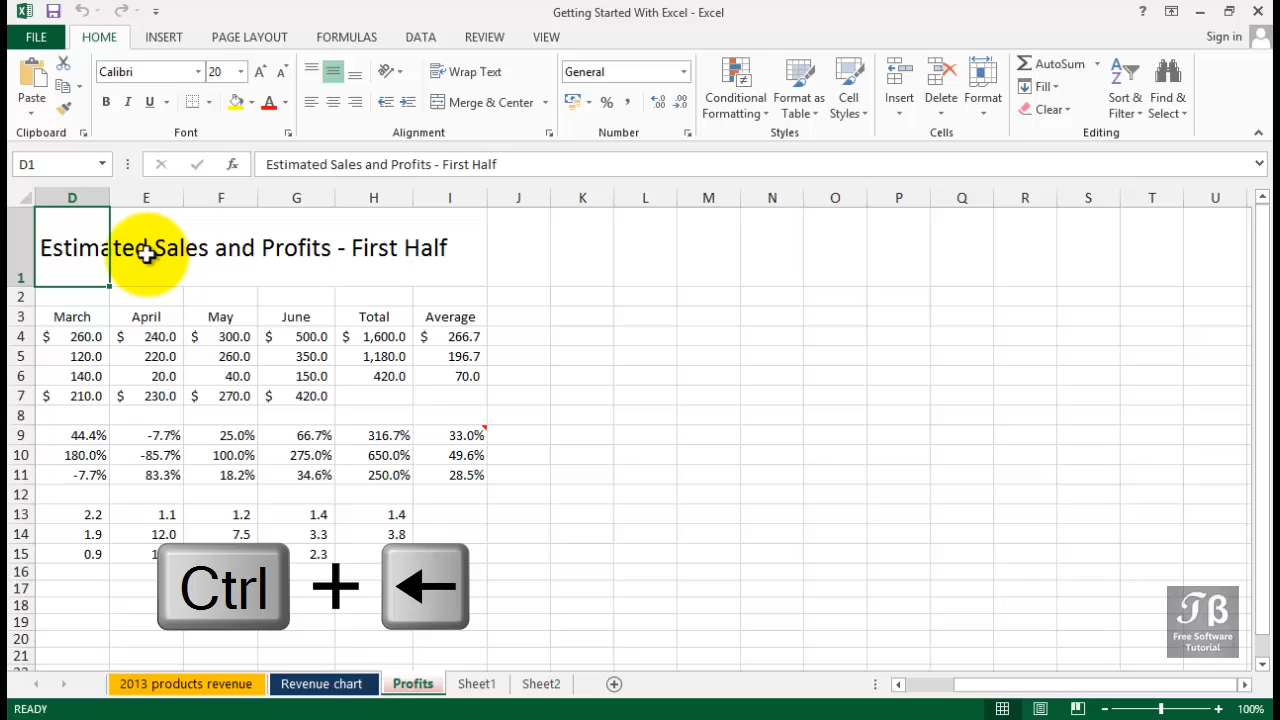 Getting Started With Excel - Excel
FILE HOME INSERT PAGE LAYOUT FORMULAS DATA REVIEW VIEW Sign in
Paste
Clipboard
Calibri 20
B I U A
Font
Wrap Text
Merge & Center
Alignment
General
% ,
Number
Conditional Formatting
Format as Table
Cell Styles
Styles
Insert
Delete
Format
Cells
AutoSum
Fill
Clear
Sort & Filter
Find & Select
Editing
D1 fx Estimated Sales and Profits - First Half
D E F G H I J K L M N O P Q R S T U
1 Estimated Sales and Profits - First Half
2
3 March April May June Total Average
4 $ 260.0 $ 240.0 $ 300.0 $ 500.0 $ 1,600.0 $ 266.7
5 120.0 220.0 260.0 350.0 1,180.0 196.7
6 140.0 20.0 40.0 150.0 420.0 70.0
7 $ 210.0 $ 230.0 $ 270.0 $ 420.0
8
9 44.4% -7.7% 25.0% 66.7% 316.7% 33.0%
10 180.0% -85.7% 100.0% 275.0% 650.0% 49.6%
11 -7.7% 83.3% 18.2% 34.6% 250.0% 28.5%
12
13 2.2 1.1 1.2 1.4 1.4
14 1.9 12.0 7.5 3.3 3.8
15 0.9 2.3
16
17
18
19
20
21
Ctrl +
TB
Free Software
Tutorial
2013 products revenue Revenue chart Profits Sheet1 Sheet2
READY 100%